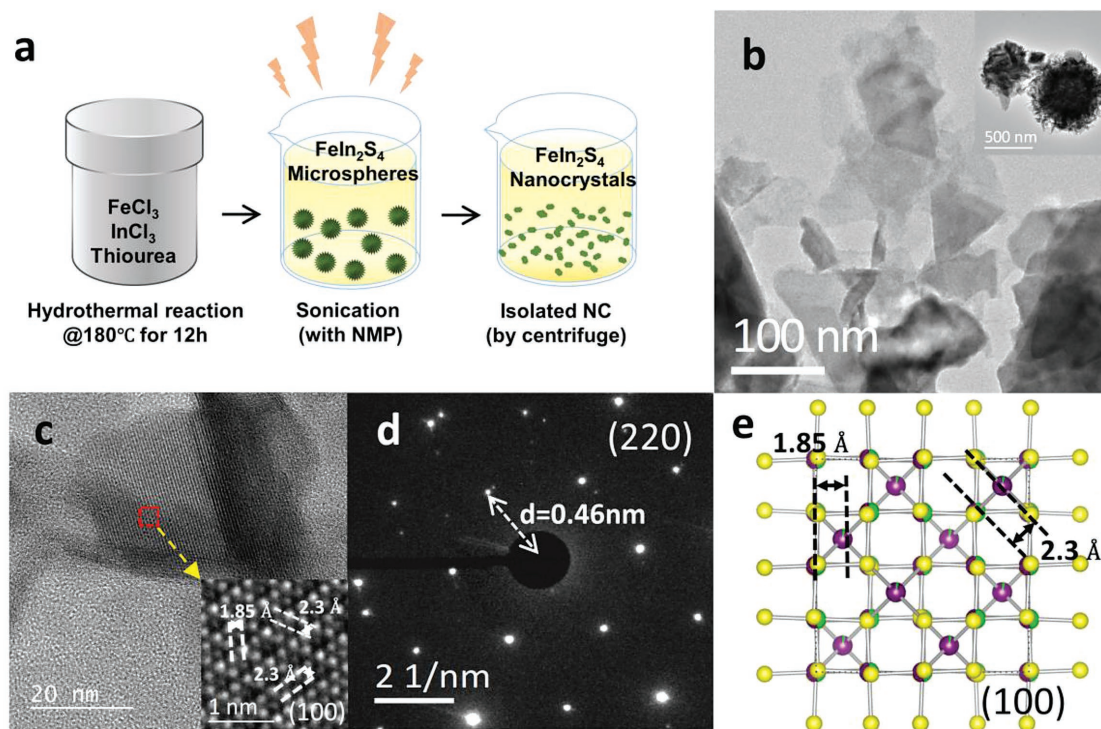 a
FeCl₃
InCl₃
Thiourea
Hydrothermal reaction
@180℃ for 12h
FeIn₂S₄
Microspheres
Sonication
(with NMP)
FeIn₂S₄
Nanocrystals
Isolated NC
(by centrifuge)
b
500 nm
100 nm
c
20 nm
1.85 Å
2.3 Å
2.3 Å
1 nm
(100)
d
(220)
d=0.46nm
2 1/nm
e
1.85 Å
2.3 Å
(100)